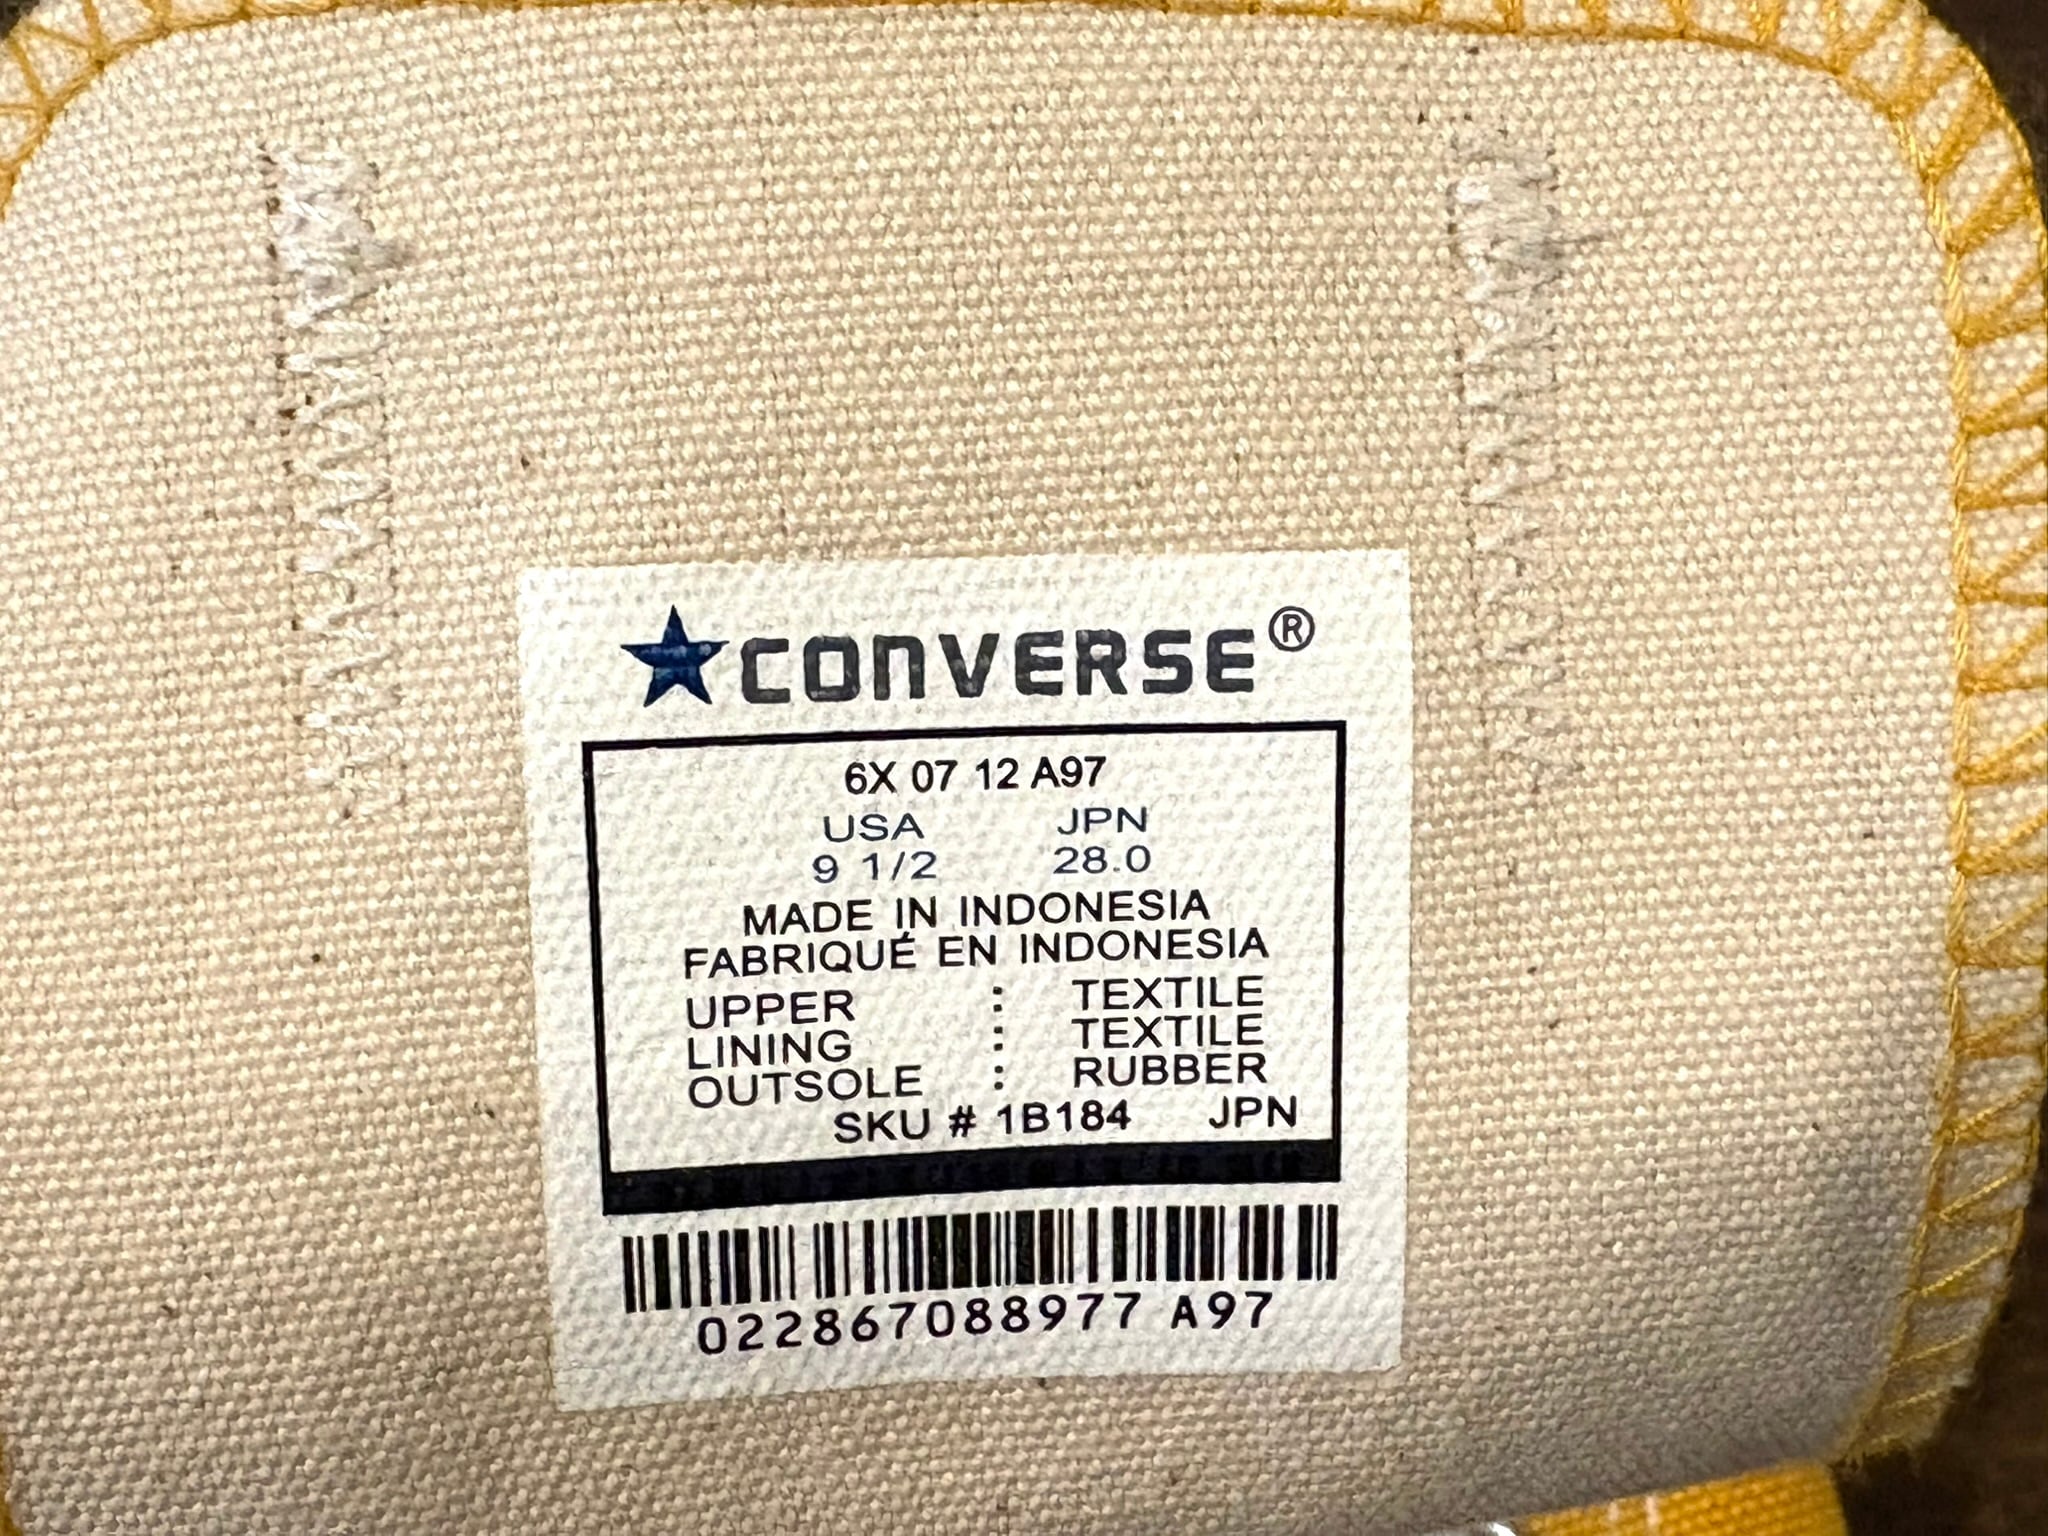 CONVERSE®
6X 07 12 A97
USA JPN
9 1/2 28.0
MADE IN INDONESIA
FABRIQUÉ EN INDONESIA
UPPER : TEXTILE
LINING : TEXTILE
OUTSOLE : RUBBER
SKU # 1B184 JPN
022867088977 A97